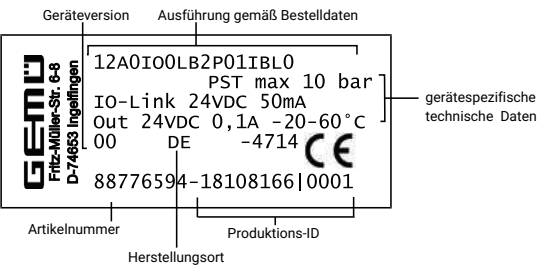 Geräteversion
Ausführung gemäß Bestelldaten
GEMÜ
Fritz-Müller-Str. 6-8
D-74653 Ingelfingen
12A0IO0LB2P01IBL0
PST max 10 bar
IO-Link 24VDC 50mA
Out 24VDC 0,1A -20-60°C
00 DE -4714 CE
88776594-18108166|0001
gerätespezifische
technische Daten
Artikelnummer
Produktions-ID
Herstellungsort